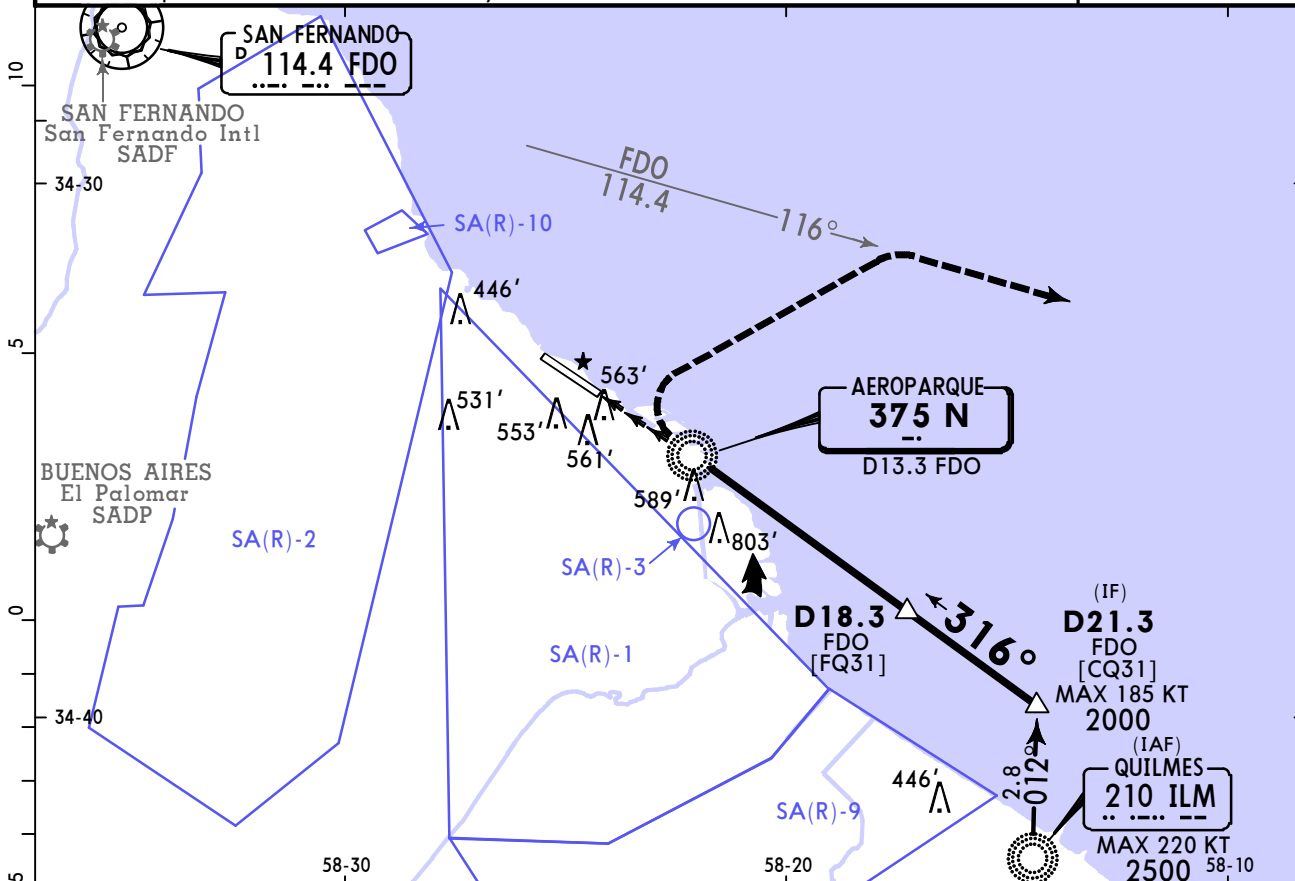 SAN FERNANDO
D
114.4 FDO
SAN FERNANDO
San Fernando Intl
SADF
10
34-30
FDO
114.4
116°
SA(R)-10
446'
5
563'
531'
553'
561'
AEROPARQUE
375 N
D13.3 FDO
BUENOS AIRES
El Palomar
SADP
589'
SA(R)-2
803'
SA(R)-3
0
(IF)
D18.3
FDO
[FQ31]
316°
D21.3
FDO
[CQ31]
MAX 185 KT
2000
SA(R)-1
34-40
(IAF)
QUILMES
210 ILM
2.8
012°
446'
SA(R)-9
MAX 220 KT
2500
58-30
58-20
58-10
5